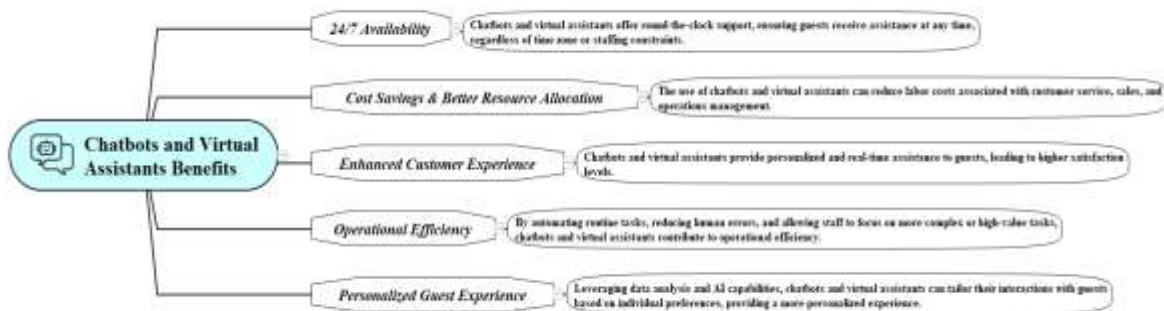 24/7 Availability
Chatbots and virtual assistants offer round-the-clock support, ensuring guests receive assistance at any time,
regardless of time zone or staffing constraints.
Cost Savings & Better Resource Allocation
The use of chatbots and virtual assistants can reduce labor costs associated with customer service, sales, and
operations management.
Chatbots and Virtual
Assistants Benefits
Enhanced Customer Experience
Chatbots and virtual assistants provide personalized and real-time assistance to guests, leading to higher satisfaction
levels.
Operational Efficiency
By automating routine tasks, reducing human errors, and allowing staff to focus on more complex or high-value tasks,
chatbots and virtual assistants contribute to operational efficiency.
Personalized Guest Experience
Leveraging data analysis and AI capabilities, chatbots and virtual assistants can tailor their interactions with guests
based on individual preferences, providing a more personalized experience.